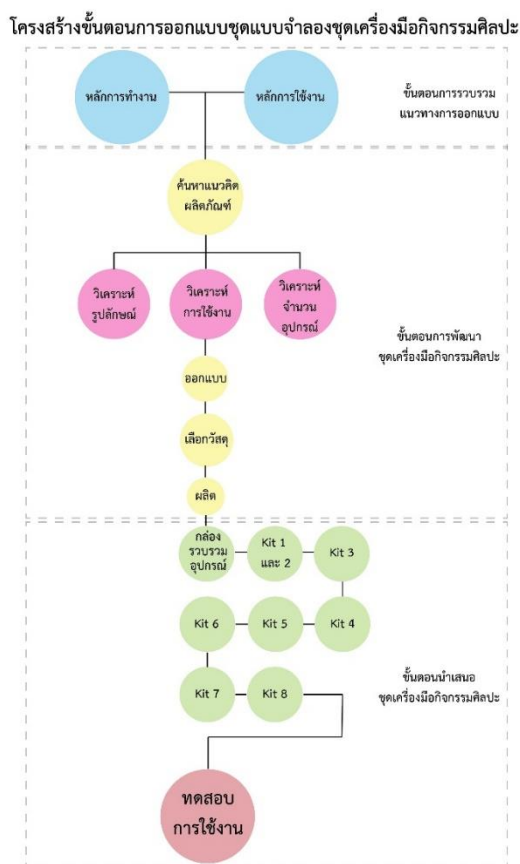 โครงสร้างขั้นตอนการออกแบบชุดแบบจำลองชุดเครื่องมือกิจกรรมศิลปะ
หลักการทำงาน
หลักการใช้งาน
ขั้นตอนการรวบรวม
แนวทางการออกแบบ
ค้นหาแนวคิด
ผลิตภัณฑ์
วิเคราะห์
รูปลักษณ์
วิเคราะห์
การใช้งาน
วิเคราะห์
จำนวน
อุปกรณ์
ขั้นตอนการพัฒนา
ชุดเครื่องมือกิจกรรมศิลปะ
ออกแบบ
เลือกวัสดุ
ผลิต
กล่อง
รวบรวม
อุปกรณ์
Kit 1
และ 2
Kit 3
Kit 6
Kit 5
Kit 4
ขั้นตอนนำเสนอ
ชุดเครื่องมือกิจกรรมศิลปะ
Kit 7
Kit 8
ทดสอบ
การใช้งาน